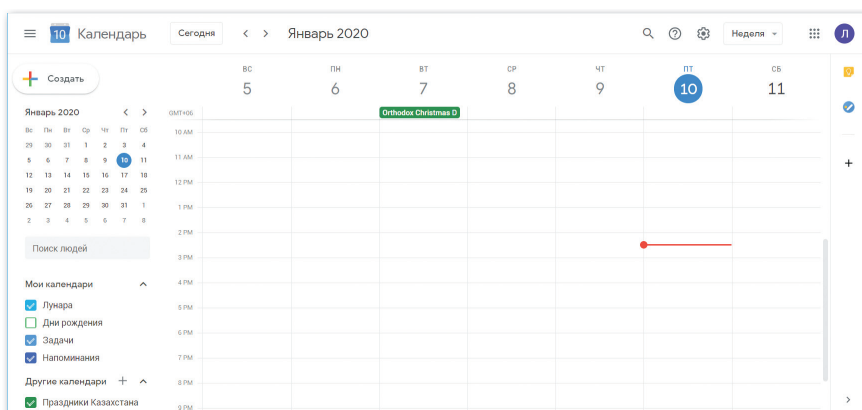 10 Календарь Сегодня Январь 2020 Неделя Л
Создать
Январь 2020
Вс Пн Вт Ср Чт Пт Сб
29 30 31 1 2 3 4
5 6 7 8 9 10 11
12 13 14 15 16 17 18
19 20 21 22 23 24 25
26 27 28 29 30 31 1
2 3 4 5 6 7 8
Поиск людей
Мои календари
Лунара
Дни рождения
Задачи
Напоминания
Другие календари
Праздники Казахстана
ВС ПН ВТ СР ЧТ ПТ СБ
5 6 7 8 9 10 11
GMT+06 Orthodox Christmas D
10 AM
11 AM
12 PM
1 PM
2 PM
3 PM
4 PM
5 PM
6 PM
7 PM
8 PM
9 PM